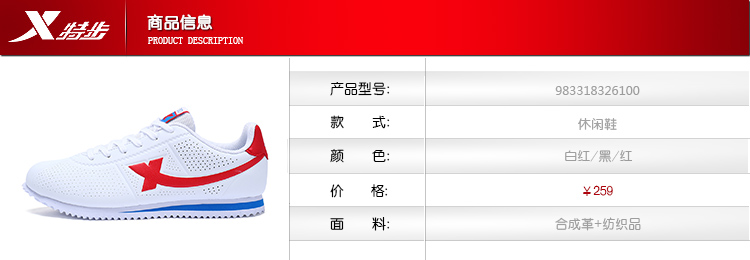 特步
商品信息
PRODUCT DESCRIPTION
产品型号: 983318326100
款 式: 休闲鞋
颜 色: 白红/黑/红
价 格: ¥259
面 料: 合成革+纺织品